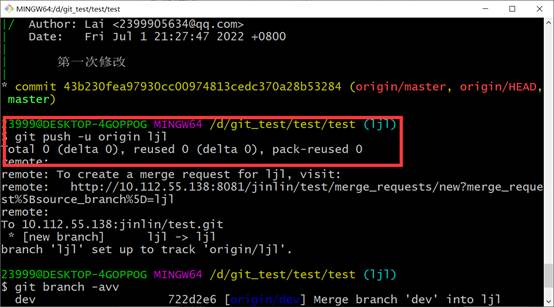 MINGW64:/d/git_test/test/test
|/  Author: Lai <2399905634@qq.com>
|   Date:   Fri Jul 1 21:27:47 2022 +0800
|
|       第一次修改
|
* commit 43b230fea97930cc00974813cedc370a28b53284 (origin/master, origin/HEAD,
 master)
23999@DESKTOP-4GOPPOG MINGW64 /d/git_test/test/test (ljl)
$ git push -u origin ljl
Total 0 (delta 0), reused 0 (delta 0), pack-reused 0
remote:
remote: To create a merge request for ljl, visit:
remote:   http://10.112.55.138:8081/jinlin/test/merge_requests/new?merge_reque
st%5Bsource_branch%5D=ljl
remote:
To 10.112.55.138:jinlin/test.git
 * [new branch]      ljl -> ljl
branch 'ljl' set up to track 'origin/ljl'.
23999@DESKTOP-4GOPPOG MINGW64 /d/git_test/test/test (ljl)
$ git branch -avv
  dev                   722d2e6 [origin/dev] Merge branch 'dev' into ljl